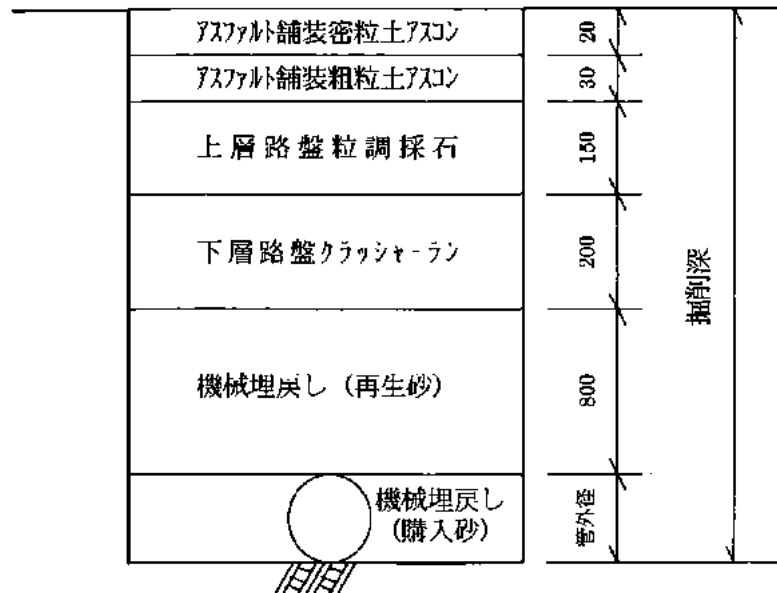 アスファルト舗装密粒土アスコン
20
アスファルト舗装粗粒土アスコン
30
上層路盤粒調採石
150
下層路盤クラッシャ-ラン
200
機械埋戻し（再生砂）
800
機械埋戻し
(購入砂)
管外径
掘削深